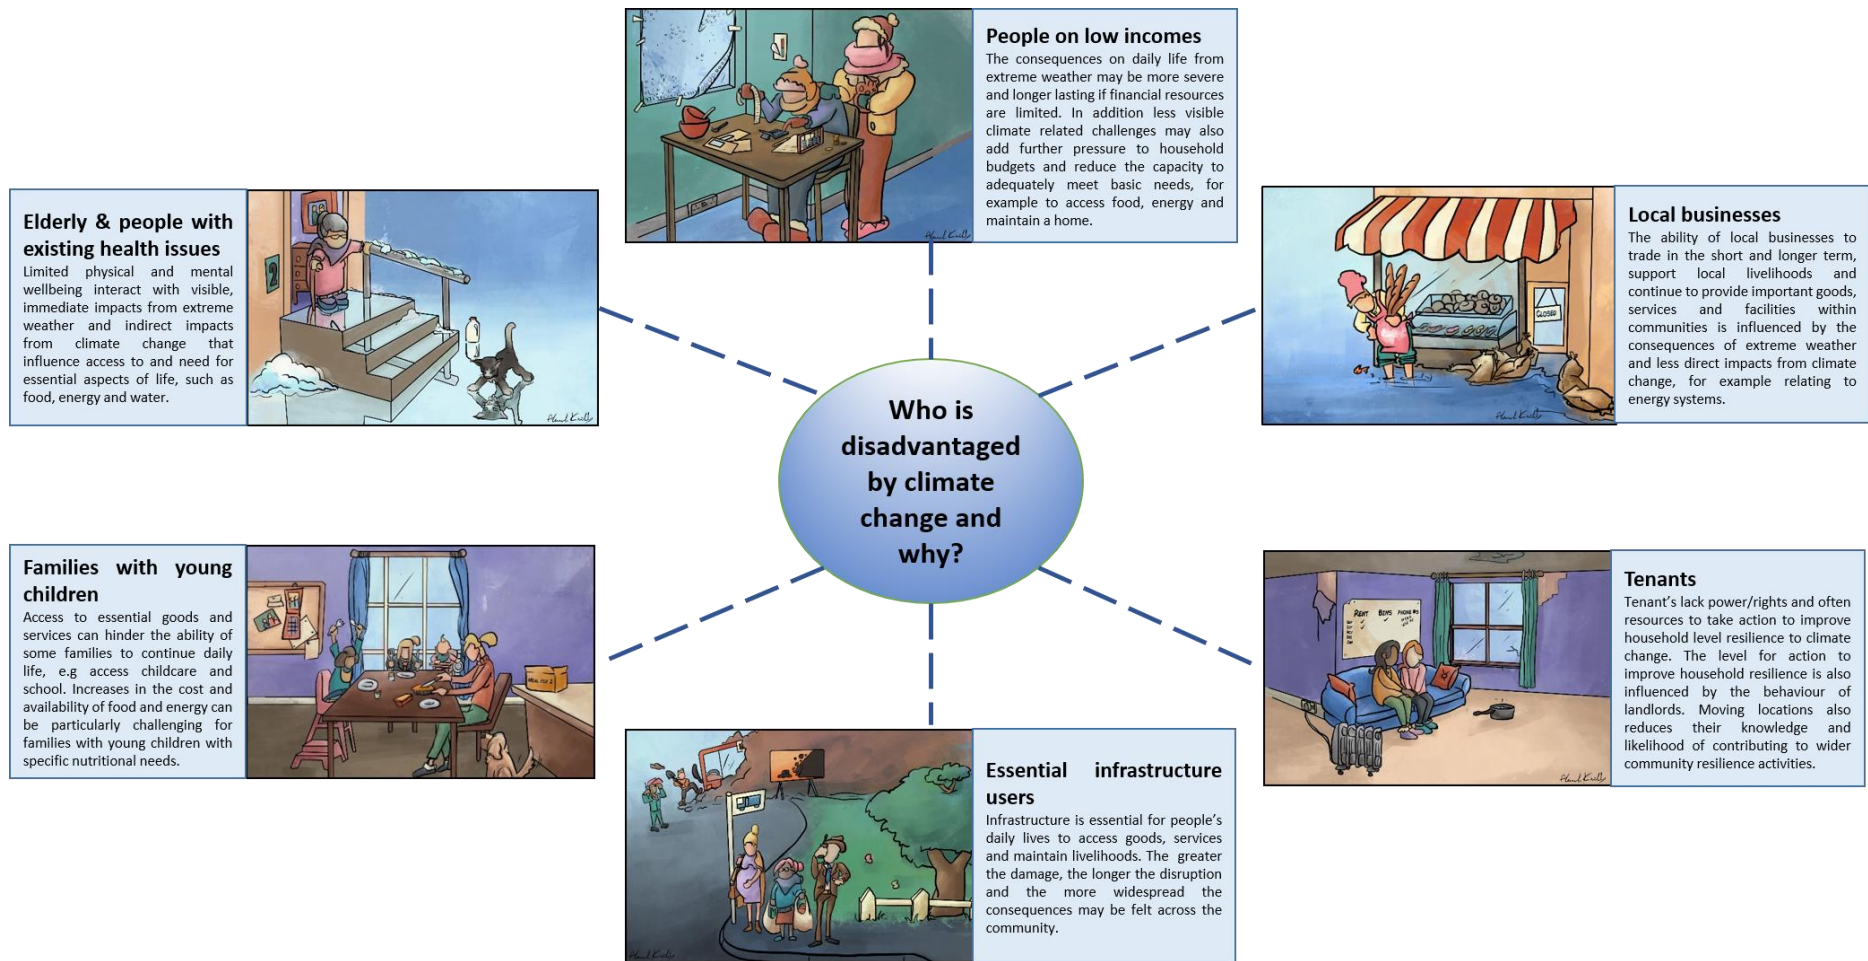 People on low incomes
The consequences on daily life from
extreme weather may be more severe
and longer lasting if financial resources
are limited. In addition less visible
climate related challenges may also
add further pressure to household
budgets and reduce the capacity to
adequately meet basic needs, for
example to access food, energy and
maintain a home.
Elderly & people with
existing health issues
Limited physical and mental
wellbeing interact with visible,
immediate impacts from extreme
weather and indirect impacts
from climate change that
influence access to and need for
essential aspects of life, such as
food, energy and water.
2
Local businesses
The ability of local businesses to
trade in the short and longer term,
support local livelihoods and
continue to provide important goods,
services and facilities within
communities is influenced by the
consequences of extreme weather
and less direct impacts from climate
change, for example relating to
energy systems.
CLOSED
Who is
disadvantaged
by climate
change and
why?
Families with young
children
Access to essential goods and
services can hinder the ability of
some families to continue daily
life, e.g access childcare and
school. Increases in the cost and
availability of food and energy can
be particularly challenging for
families with young children with
specific nutritional needs.
Tenants
Tenant's lack power/rights and often
resources to take action to improve
household level resilience to climate
change. The level for action to
improve household resilience is also
influenced by the behaviour of
landlords. Moving locations also
reduces their knowledge and
likelihood of contributing to wider
community resilience activities.
RENT BINS PHONE #S
Essential infrastructure
users
Infrastructure is essential for people's
daily lives to access goods, services
and maintain livelihoods. The greater
the damage, the longer the disruption
and the more widespread the
consequences may be felt across the
community.